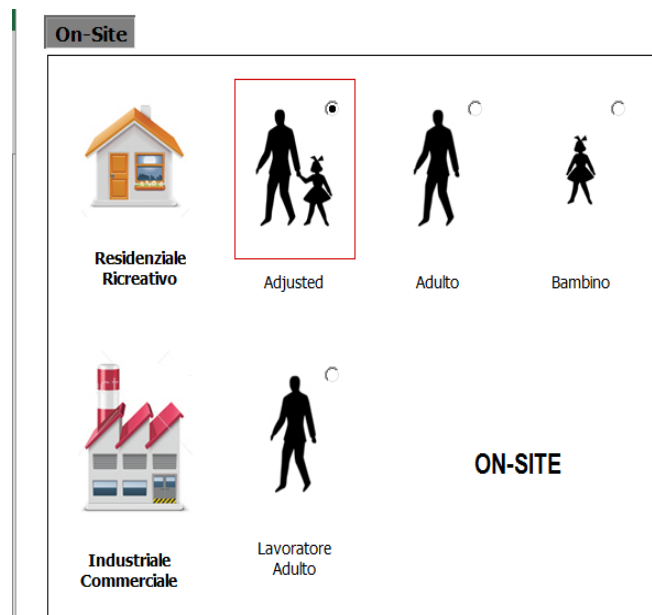 On-Site
Residenziale
Ricreativo
Adjusted
Adulto
Bambino
ON-SITE
Industriale
Commerciale
Lavoratore
Adulto